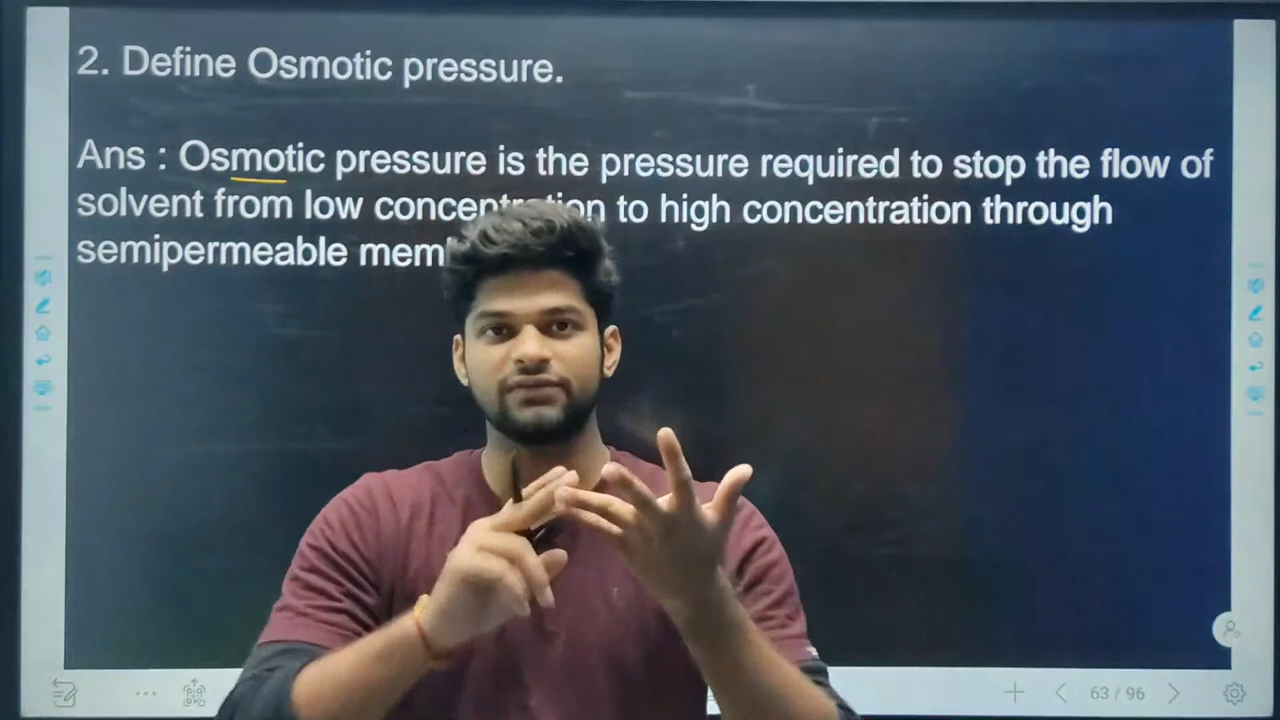 2. Define Osmotic pressure.
Ans : Osmotic pressure is the pressure required to stop the flow of
solvent from low concentration to high concentration through
semipermeable
63 / 96